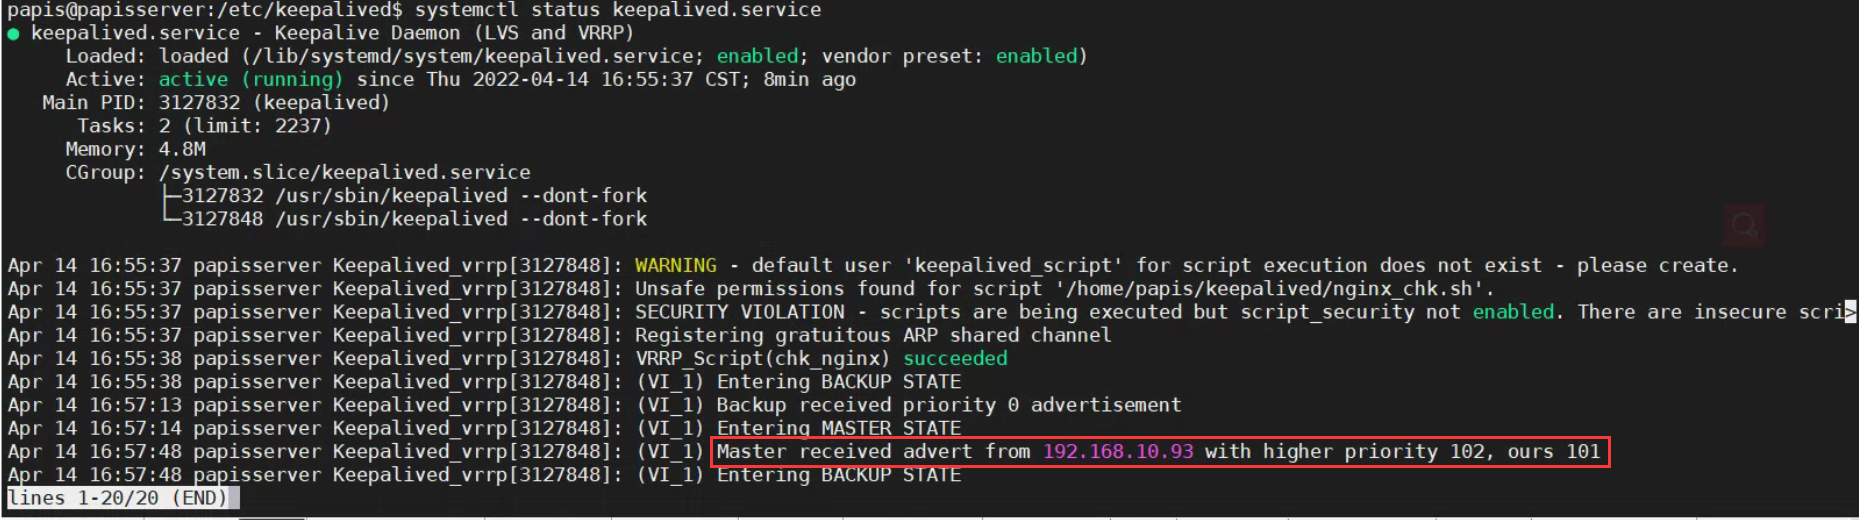 papis@papisserver:/etc/keepalived$ systemctl status keepalived.service
● keepalived.service - Keepalive Daemon (LVS and VRRP)
Loaded: loaded (/lib/systemd/system/keepalived.service; enabled; vendor preset: enabled)
Active: active (running) since Thu 2022-04-14 16:55:37 CST; 8min ago
Main PID: 3127832 (keepalived)
Tasks: 2 (limit: 2237)
Memory: 4.8M
CGroup: /system.slice/keepalived.service
├─3127832 /usr/sbin/keepalived --dont-fork
└─3127848 /usr/sbin/keepalived --dont-fork
Apr 14 16:55:37 papisserver Keepalived_vrrp[3127848]: WARNING - default user 'keepalived_script' for script execution does not exist - please create.
Apr 14 16:55:37 papisserver Keepalived_vrrp[3127848]: Unsafe permissions found for script '/home/papis/keepalived/nginx_chk.sh'.
Apr 14 16:55:37 papisserver Keepalived_vrrp[3127848]: SECURITY VIOLATION - scripts are being executed but script_security not enabled. There are insecure scri>
Apr 14 16:55:37 papisserver Keepalived_vrrp[3127848]: Registering gratuitous ARP shared channel
Apr 14 16:55:38 papisserver Keepalived_vrrp[3127848]: VRRP_Script(chk_nginx) succeeded
Apr 14 16:55:38 papisserver Keepalived_vrrp[3127848]: (VI_1) Entering BACKUP STATE
Apr 14 16:57:13 papisserver Keepalived_vrrp[3127848]: (VI_1) Backup received priority 0 advertisement
Apr 14 16:57:14 papisserver Keepalived_vrrp[3127848]: (VI_1) Entering MASTER STATE
Apr 14 16:57:48 papisserver Keepalived_vrrp[3127848]: (VI_1) Master received advert from 192.168.10.93 with higher priority 102, ours 101
Apr 14 16:57:48 papisserver Keepalived_vrrp[3127848]: (VI_1) Entering BACKUP STATE
lines 1-20/20 (END)